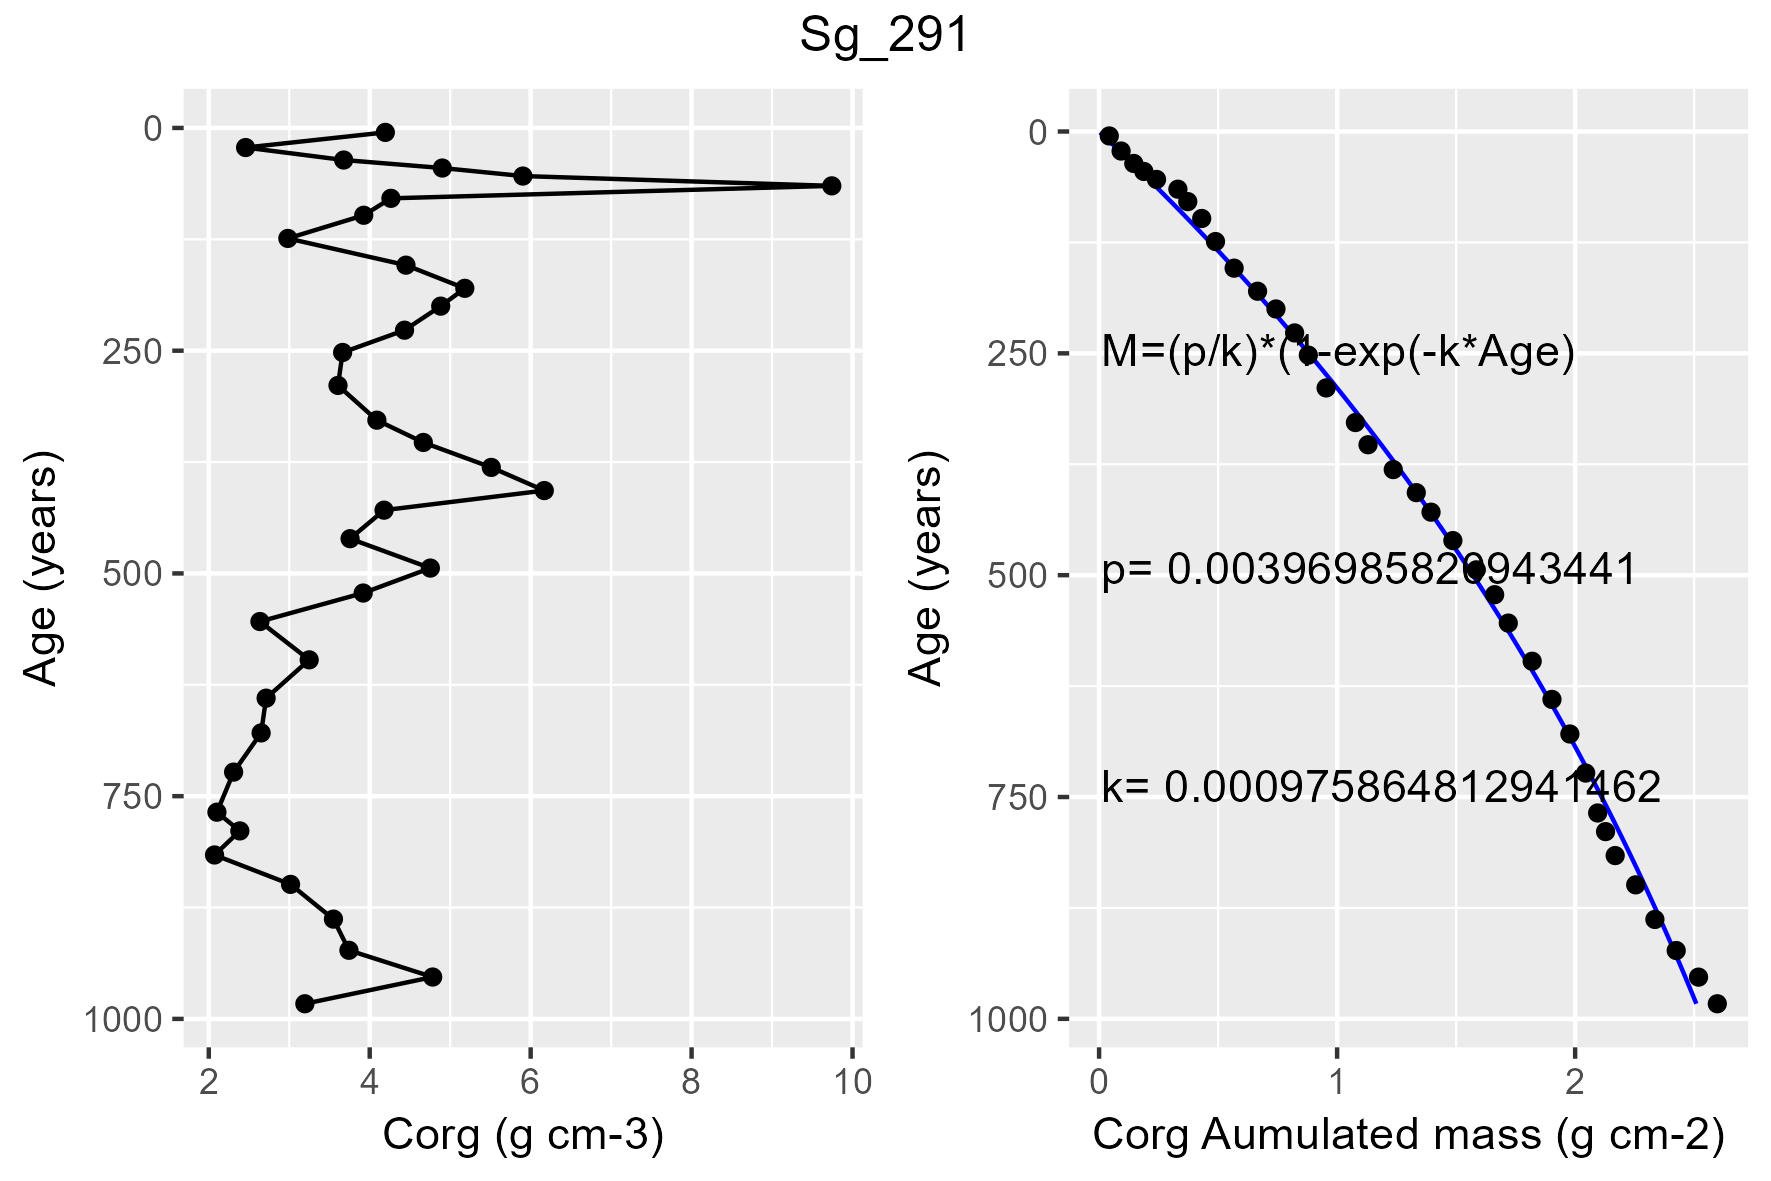 Sg_291
0
250
500
750
1000
Age (years)
2 4 6 8 10
Corg (g cm-3)
0
250
500
750
1000
Age (years)
M=(p/k)*(1-exp(-k*Age)
p= 0.00396985820943441
k= 0.000975864812941462
0 1 2
Corg Aumulated mass (g cm-2)